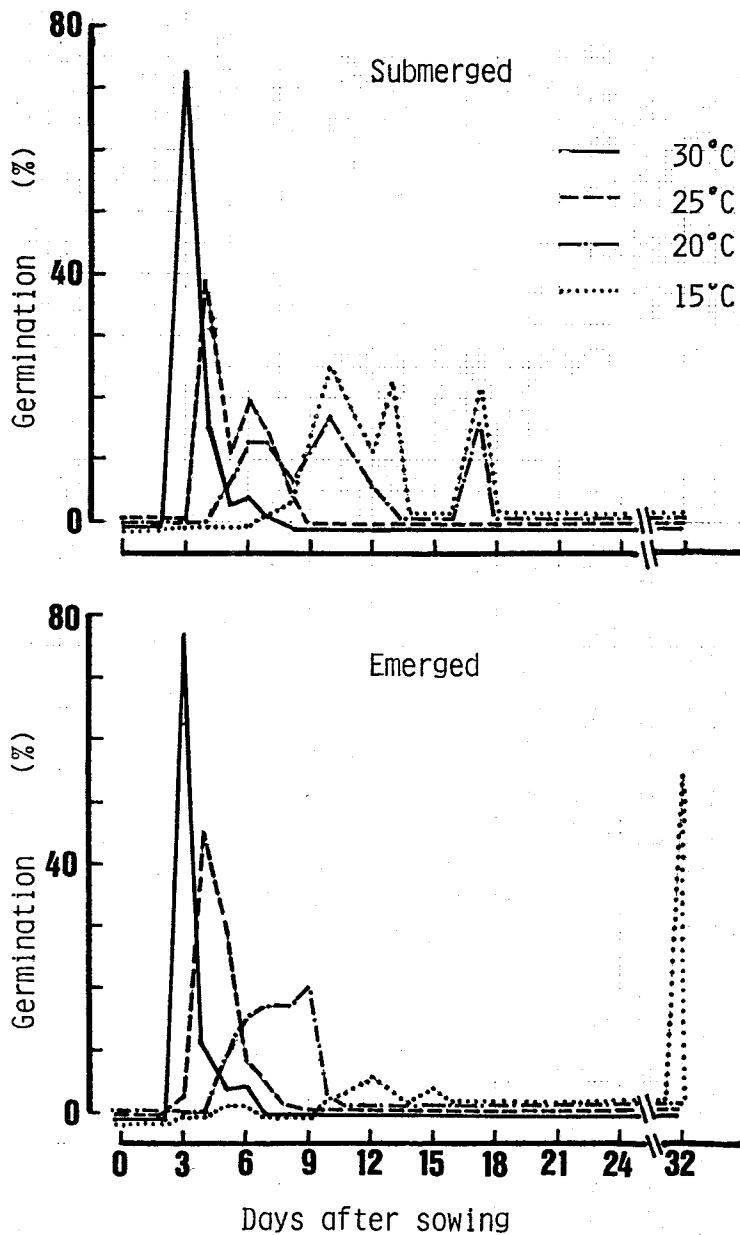 80
Submerged
Germination (%)
30°C
25°C
20°C
15°C
40
0
80
Emerged
Germination (%)
40
0
0 3 6 9 12 15 18 21 24 32
Days after sowing